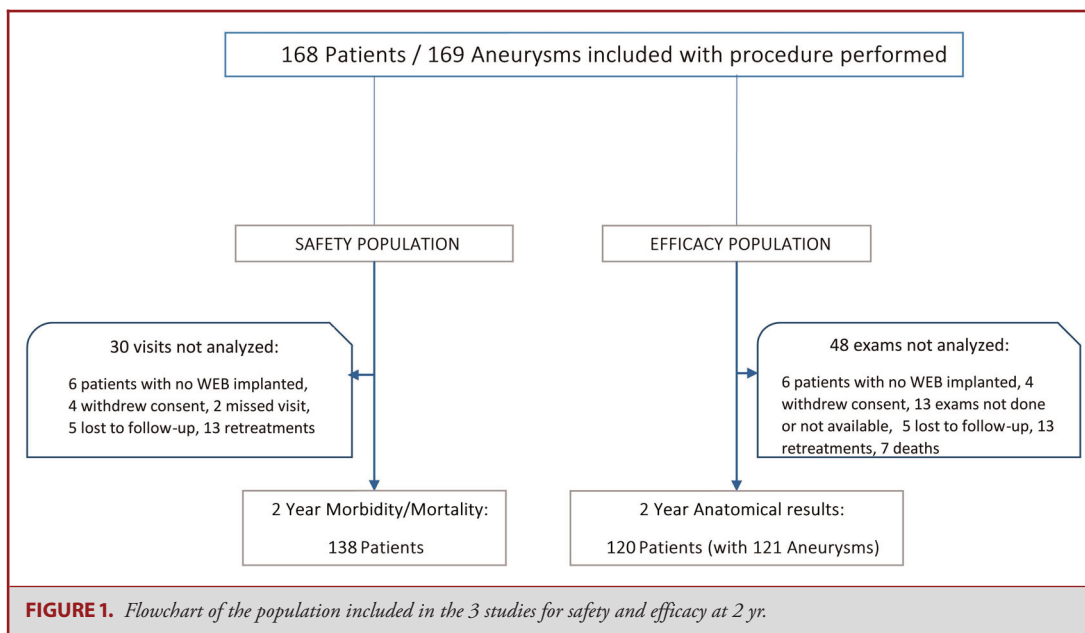 168 Patients / 169 Aneurysms included with procedure performed
SAFETY POPULATION
EFFICACY POPULATION
30 visits not analyzed:
6 patients with no WEB implanted,
4 withdrew consent, 2 missed visit,
5 lost to follow-up, 13 retreatments
48 exams not analyzed:
6 patients with no WEB implanted, 4
withdrew consent, 13 exams not done
or not available, 5 lost to follow-up, 13
retreatments, 7 deaths
2 Year Morbidity/Mortality:
138 Patients
2 Year Anatomical results:
120 Patients (with 121 Aneurysms)
FIGURE 1. Flowchart of the population included in the 3 studies for safety and efficacy at 2 yr.